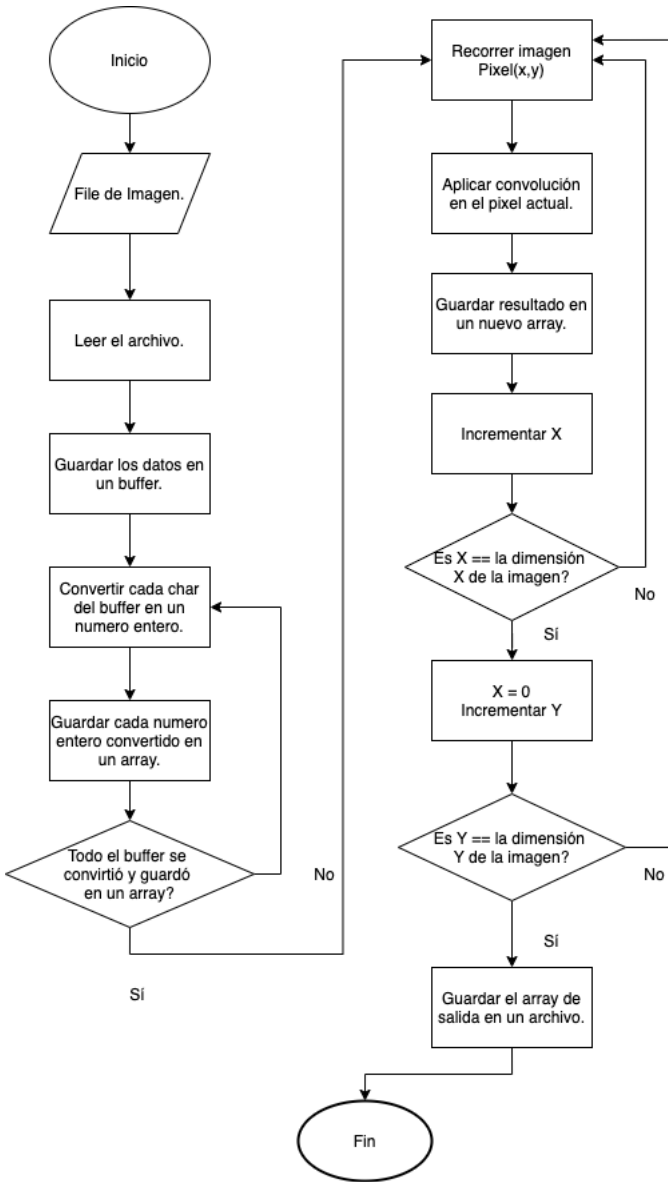 Inicio
File de Imagen.
Leer el archivo.
Guardar los datos en
un buffer.
Convertir cada char
del buffer en un
numero entero.
Guardar cada numero
entero convertido en
un array.
Todo el buffer se
convirtió y guardó
en un array?
No
Sí
Recorrer imagen
Pixel(x,y)
Aplicar convolución
en el pixel actual.
Guardar resultado en
un nuevo array.
Incrementar X
Es X == la dimensión
X de la imagen?
No
Sí
X = 0
Incrementar Y
Es Y == la dimensión
Y de la imagen?
No
Sí
Guardar el array de
salida en un archivo.
Fin